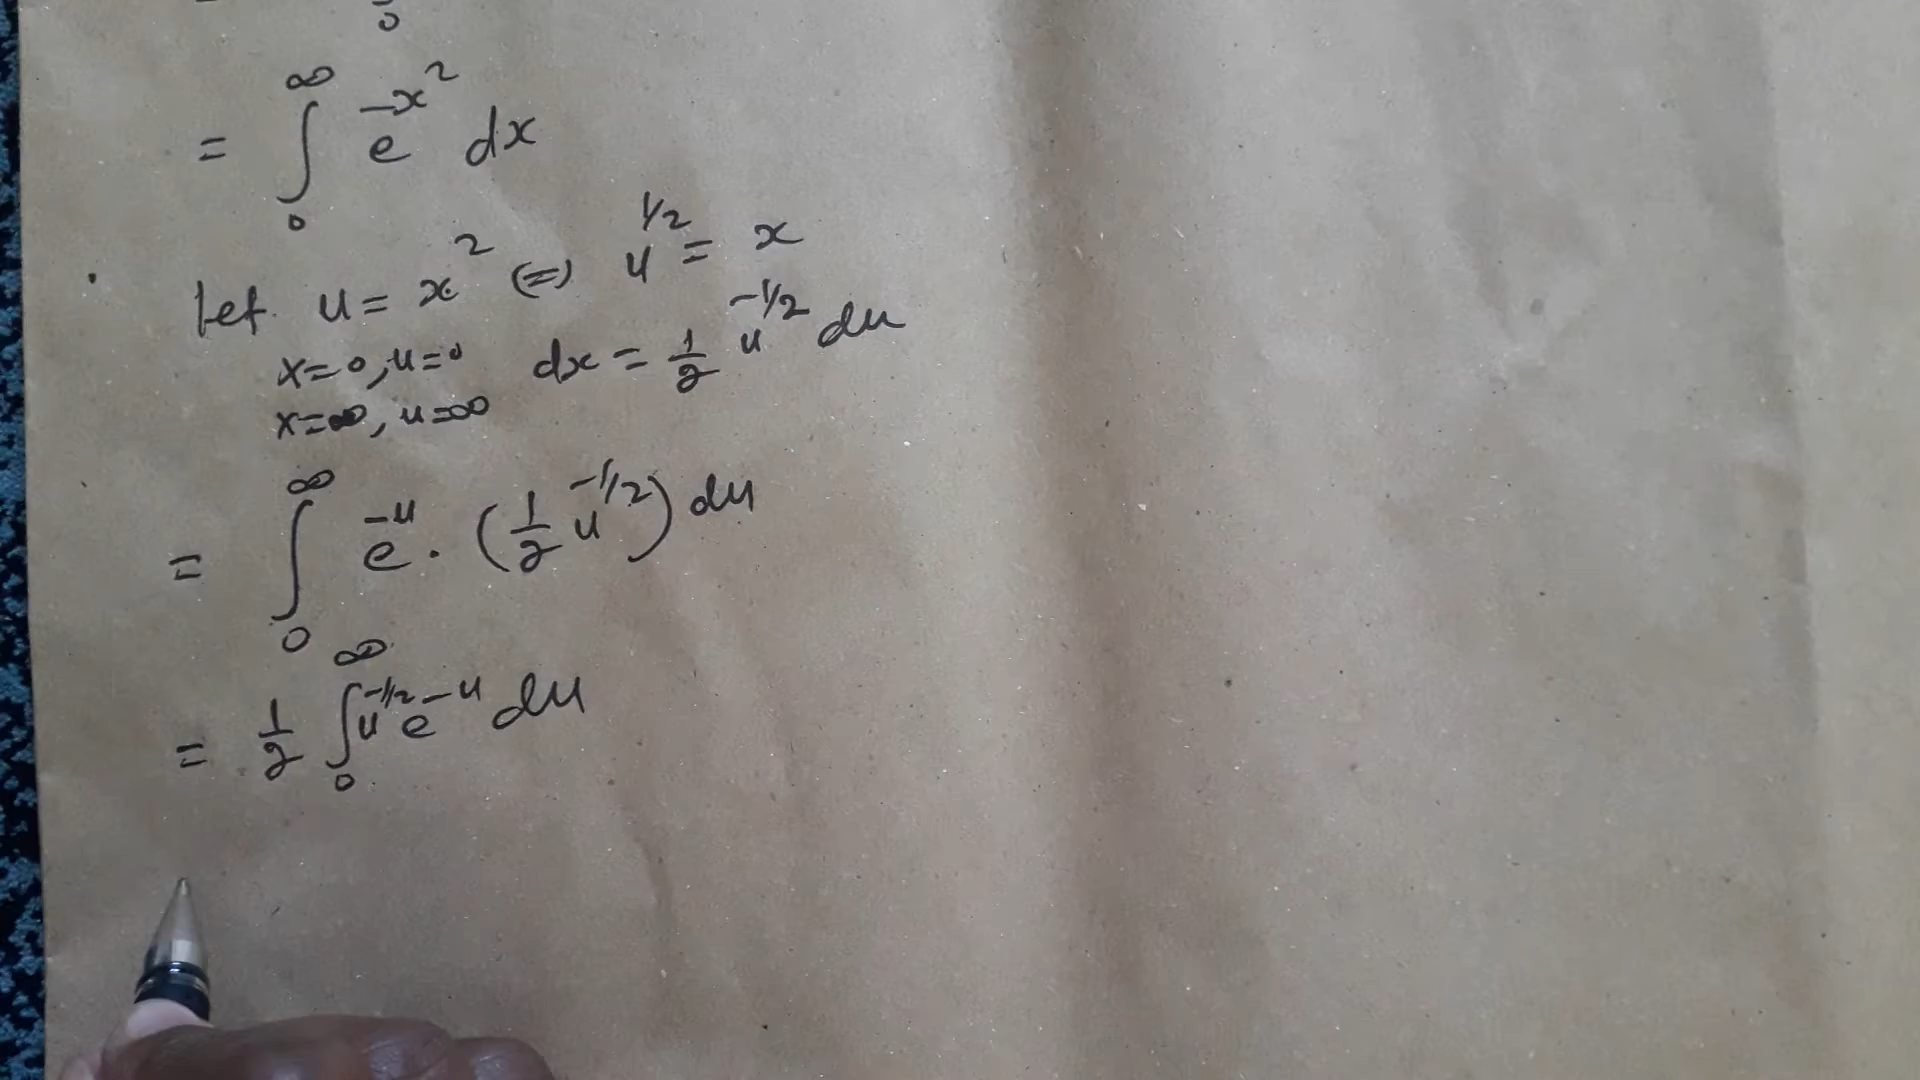 0
= ∫₀^∞ e^{-x²} dx
Let u = x² (=) u^{1/2} = x
x=0, u=0 dx = 1/2 u^{-1/2} du
x=∞, u=∞
= ∫₀^∞ e^{-u} · (1/2 u^{-1/2}) du
= 1/2 ∫₀^∞ u^{-1/2} e^{-u} du